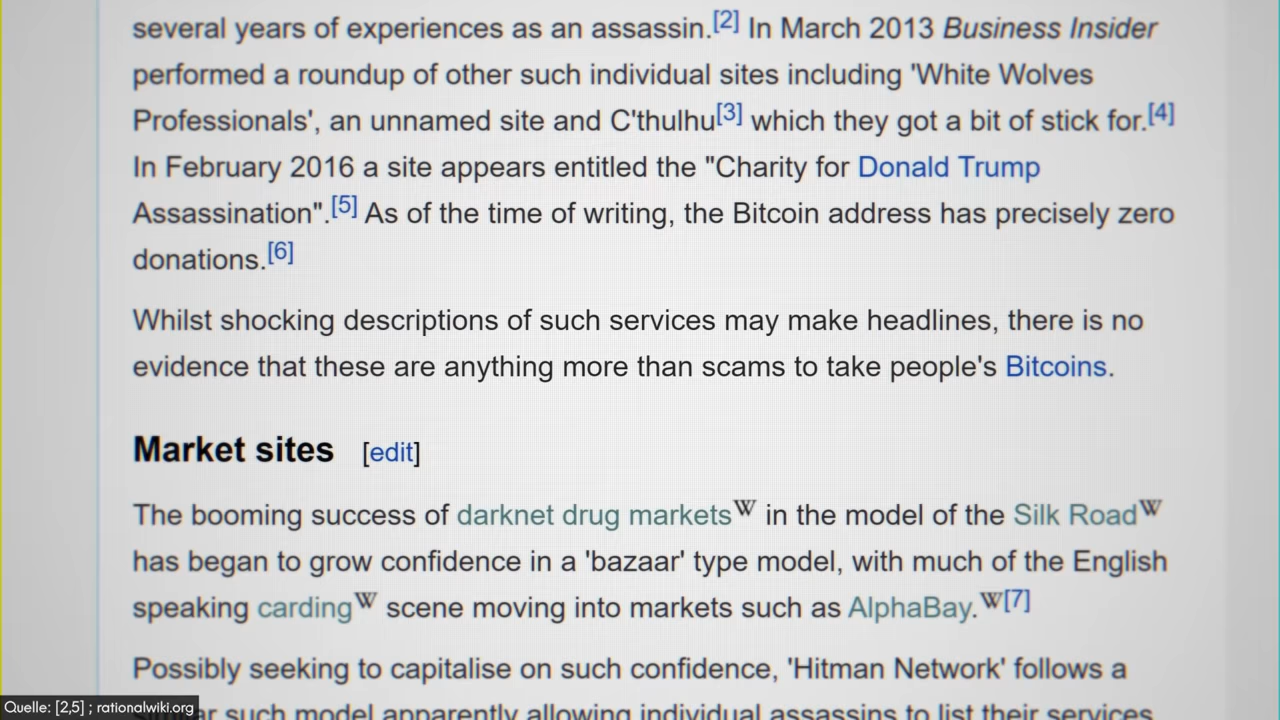 several years of experiences as an assassin.[2] In March 2013 Business Insider
performed a roundup of other such individual sites including 'White Wolves
Professionals', an unnamed site and C'thulhu[3] which they got a bit of stick for.[4]
In February 2016 a site appears entitled the "Charity for Donald Trump
Assassination".[5] As of the time of writing, the Bitcoin address has precisely zero
donations.[6]
Whilst shocking descriptions of such services may make headlines, there is no
evidence that these are anything more than scams to take people's Bitcoins.
Market sites [edit]
The booming success of darknet drug marketsW in the model of the Silk RoadW
has began to grow confidence in a 'bazaar' type model, with much of the English
speaking cardingW scene moving into markets such as AlphaBay.W[7]
Possibly seeking to capitalise on such confidence, 'Hitman Network' follows a
such model apparently allowing individual assassins to list their services
Quelle: [2,5] ; rationalwiki.org